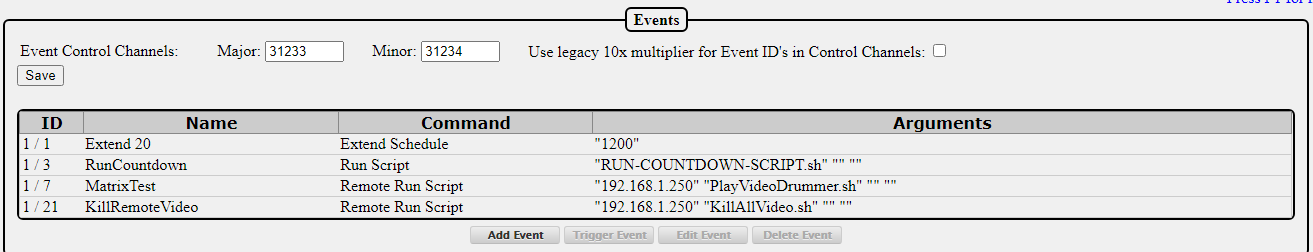 Events
Event Control Channels: Major: 31233 Minor: 31234 Use legacy 10x multiplier for Event ID's in Control Channels:
Save
ID Name Command Arguments
1 / 1 Extend 20 Extend Schedule "1200"
1 / 3 RunCountdown Run Script "RUN-COUNTDOWN-SCRIPT.sh" "" ""
1 / 7 MatrixTest Remote Run Script "192.168.1.250" "PlayVideoDrummer.sh" "" ""
1 / 21 KillRemoteVideo Remote Run Script "192.168.1.250" "KillAllVideo.sh" "" ""
Add Event Trigger Event Edit Event Delete Event